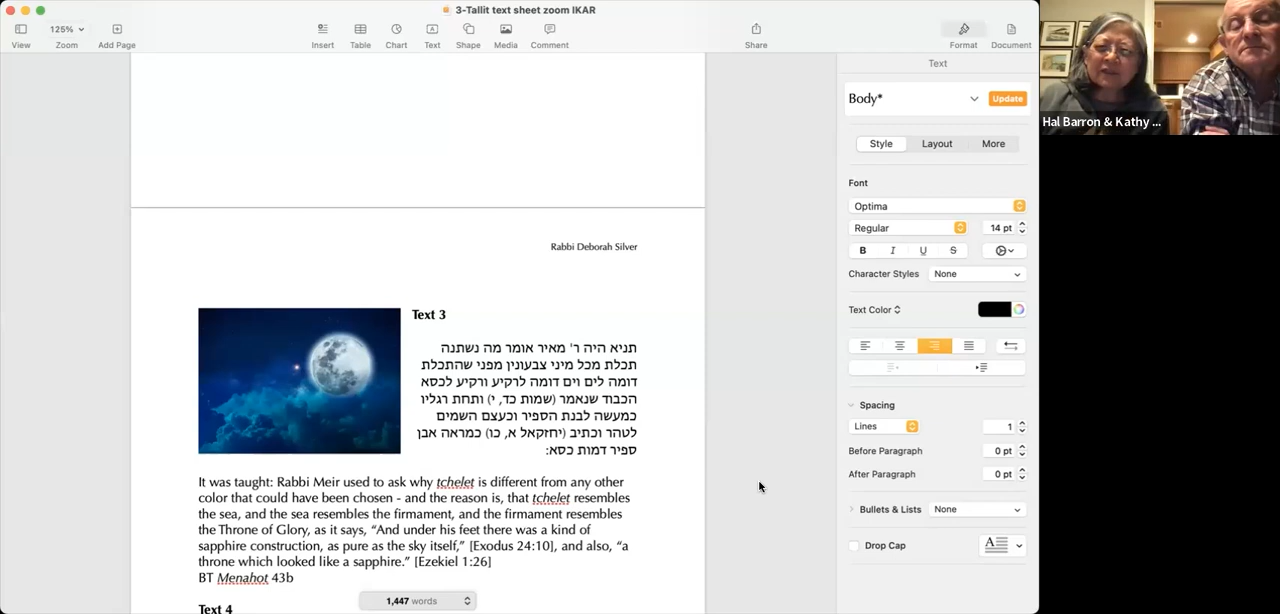 3-Tallit text sheet zoom IKAR
125%
View
Zoom
Add Page
Insert
Table
Chart
Text
Shape
Media
Comment
Share
Format
Document
Text
Body*
Update
Style
Layout
More
Font
Optima
Regular
14 pt
B
I
U
S
Character Styles
None
Text Color
Spacing
Lines
1
Before Paragraph
0 pt
After Paragraph
0 pt
Bullets & Lists
None
Drop Cap
A
Hal Barron & Kathy ...
Rabbi Deborah Silver
Text 3
תניא היה ר' מאיר אומר מה נשתנה
תכלת מכל מיני צבעונין מפני שהתכלת
דומה לים וים דומה לרקיע ורקיע לכסא
הכבוד שנאמר (שמות כד, י) ותחת רגליו
כמעשה לבנת הספיר וכעצם השמים
לטהר וכתיב (יחזקאל א, כו) כמראה אבן
ספיר דמות כסא:
It was taught: Rabbi Meir used to ask why tchelet is different from any other
color that could have been chosen - and the reason is, that tchelet resembles
the sea, and the sea resembles the firmament, and the firmament resembles
the Throne of Glory, as it says, “And under his feet there was a kind of
sapphire construction, as pure as the sky itself,” [Exodus 24:10], and also, “a
throne which looked like a sapphire.” [Ezekiel 1:26]
BT Menahot 43b
Text 4
1,447 words